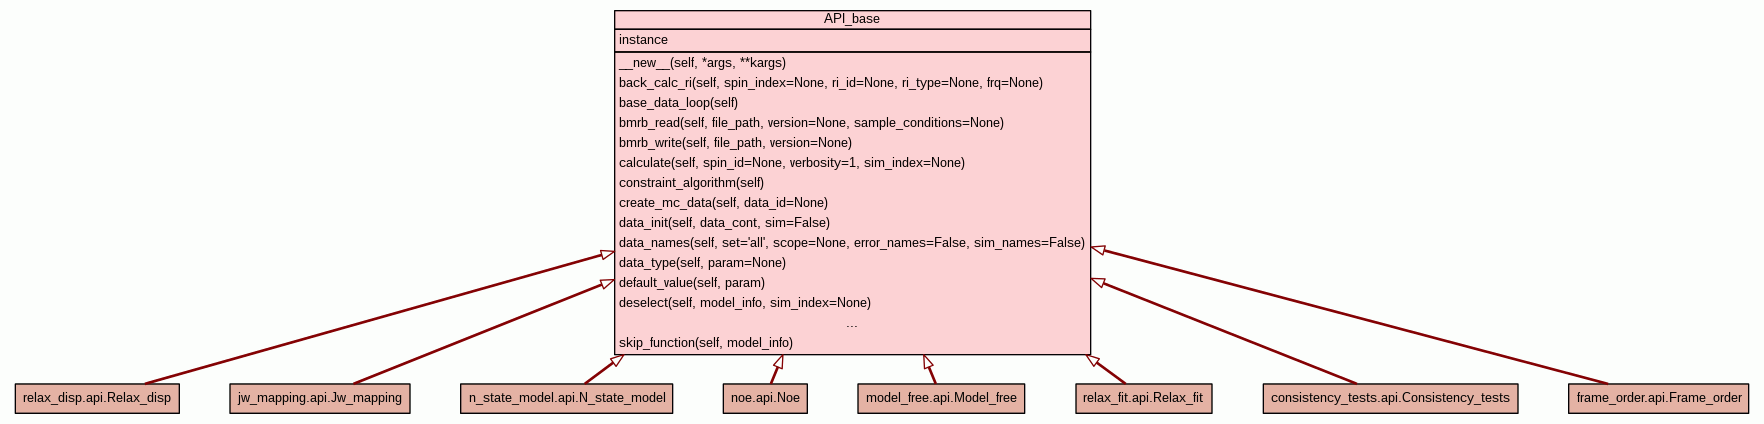 API_base
instance
__new__(self, *args, **kargs)
back_calc_ri(self, spin_index=None, ri_id=None, ri_type=None, frq=None)
base_data_loop(self)
bmrb_read(self, file_path, version=None, sample_conditions=None)
bmrb_write(self, file_path, version=None)
calculate(self, spin_id=None, verbosity=1, sim_index=None)
constraint_algorithm(self)
create_mc_data(self, data_id=None)
data_init(self, data_cont, sim=False)
data_names(self, set='all', scope=None, error_names=False, sim_names=False)
data_type(self, param=None)
default_value(self, param)
deselect(self, model_info, sim_index=None)
...
skip_function(self, model_info)
relax_disp.api.Relax_disp
jw_mapping.api.Jw_mapping
n_state_model.api.N_state_model
noe.api.Noe
model_free.api.Model_free
relax_fit.api.Relax_fit
consistency_tests.api.Consistency_tests
frame_order.api.Frame_order